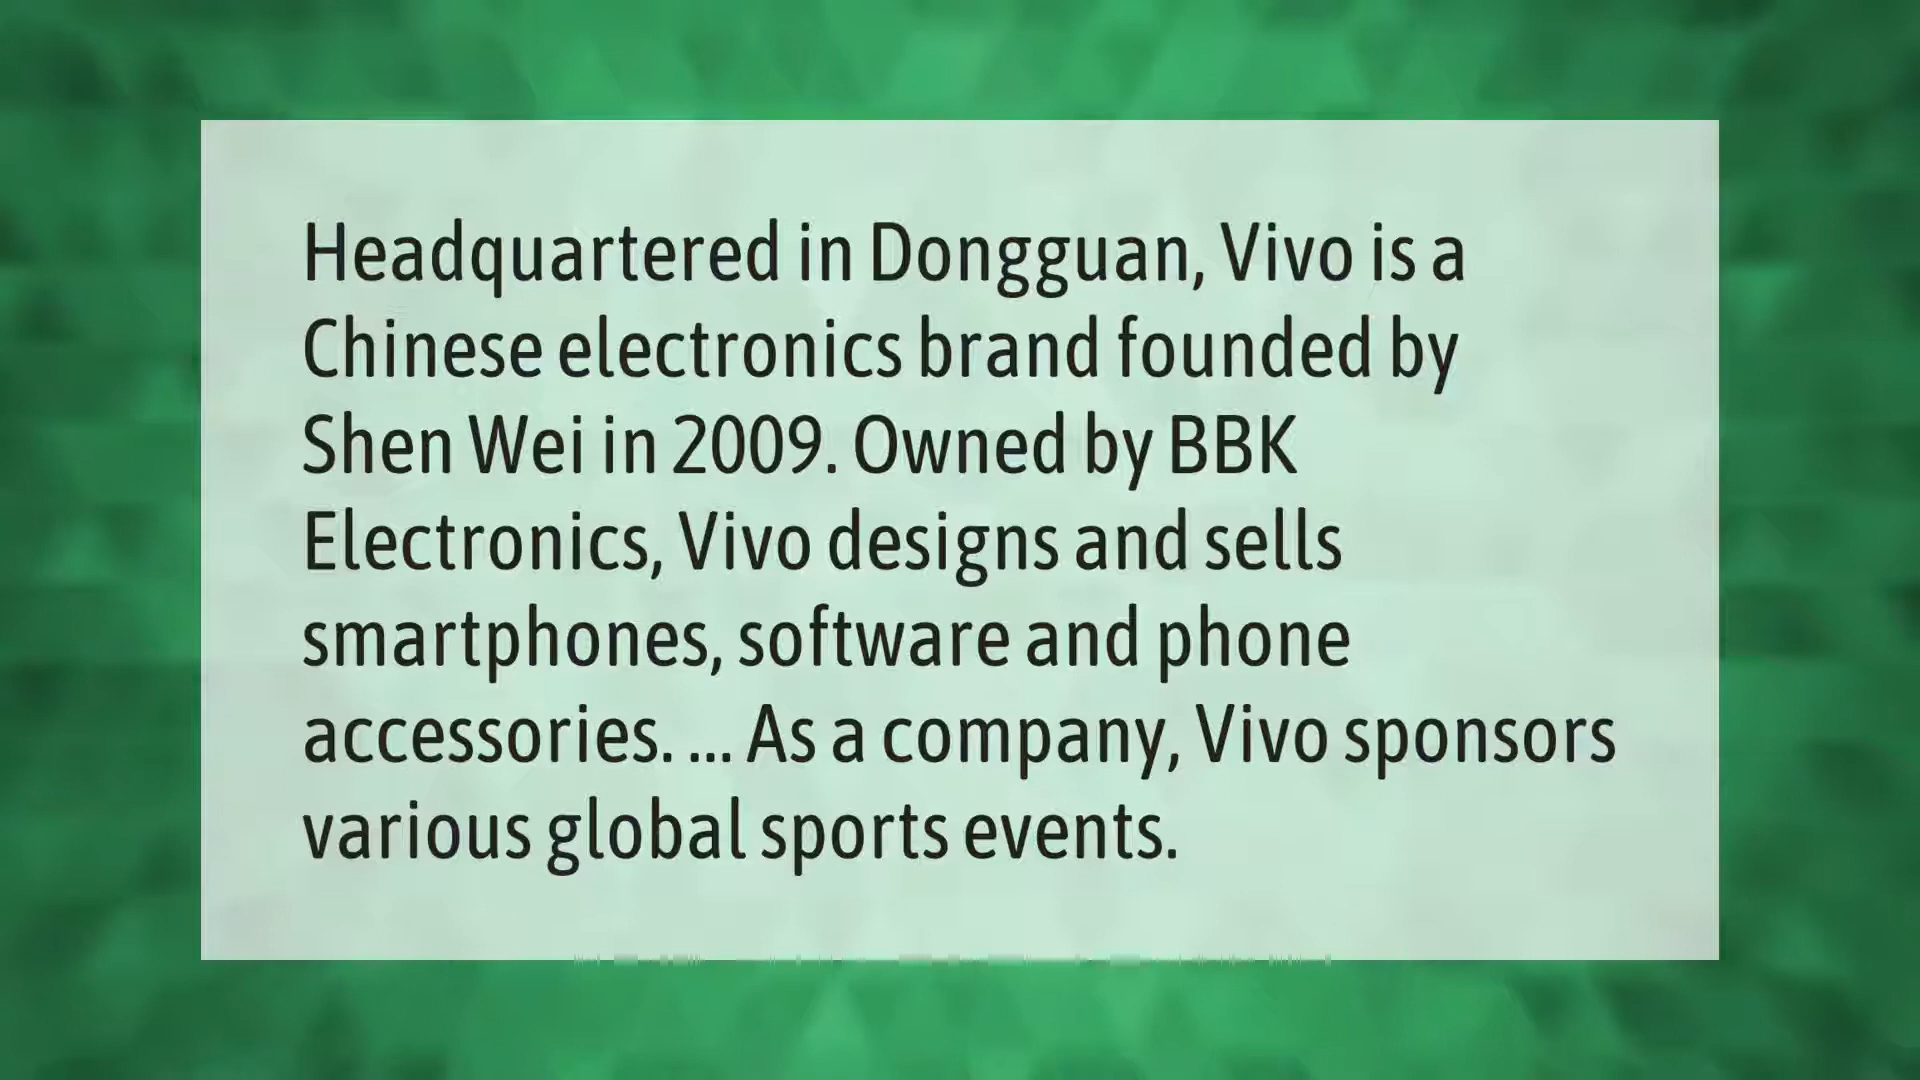 Headquartered in Dongguan, Vivo is a
Chinese electronics brand founded by
Shen Wei in 2009. Owned by BBK
Electronics, Vivo designs and sells
smartphones, software and phone
accessories. ... As a company, Vivo sponsors
various global sports events.